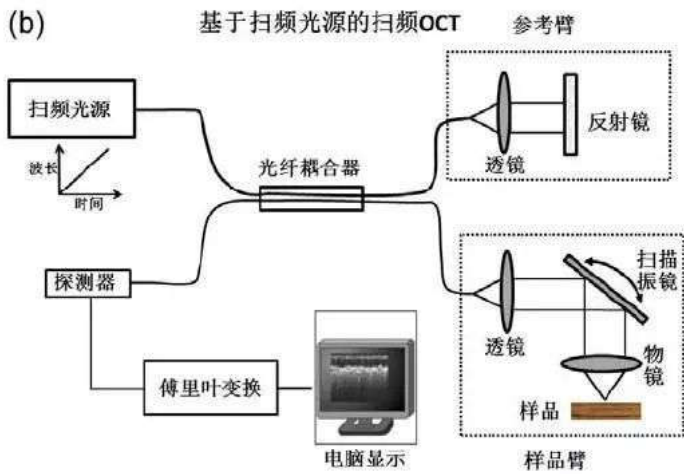 (b)
基于扫频光源的扫频OCT
参考臂
扫频光源
波长
时间
光纤耦合器
透镜
反射镜
探测器
傅里叶变换
电脑显示
透镜
扫描
振镜
物
镜
样品
样品臂